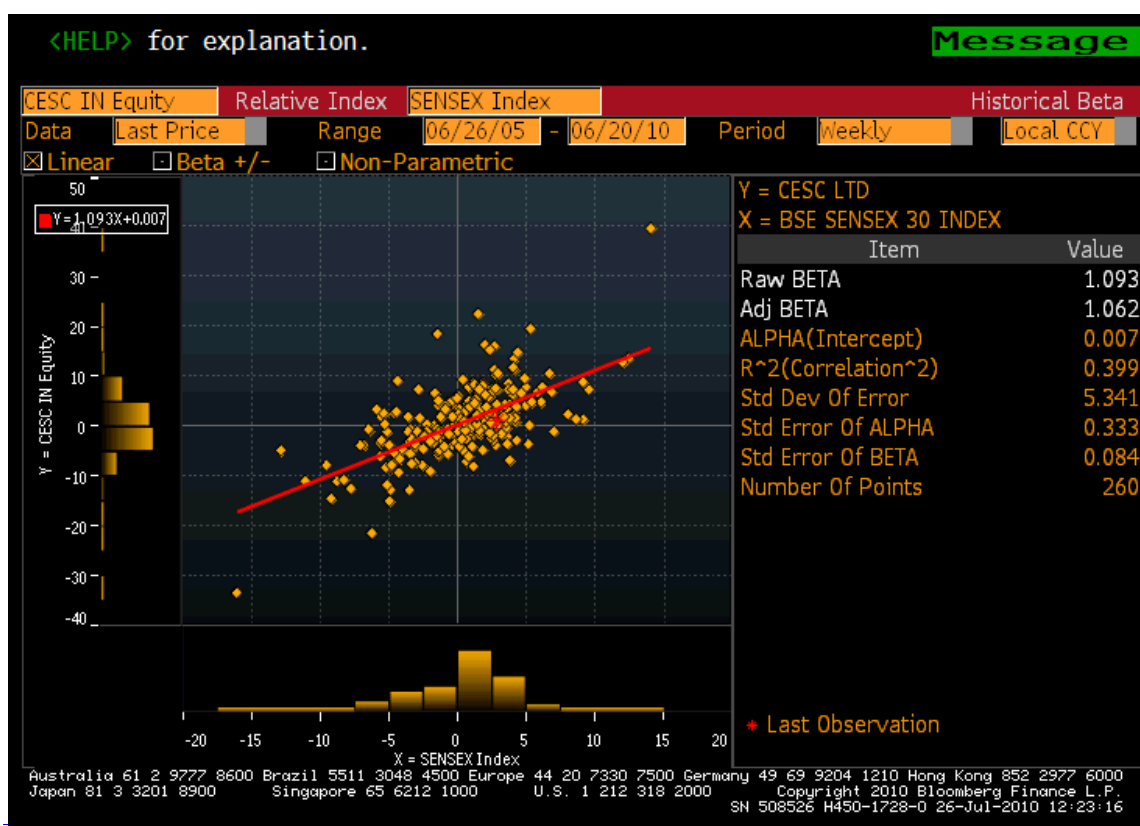 <HELP> for explanation.
Message
CESC IN Equity Relative Index SENSEX Index Historical Beta
Data Last Price Range 06/26/05 - 06/20/10 Period Weekly Local CCY
Linear Beta +/- Non-Parametric
Y = CESC LTD
X = BSE SENSEX 30 INDEX
Item Value
Raw BETA 1.093
Adj BETA 1.062
ALPHA(Intercept) 0.007
R^2(Correlation^2) 0.399
Std Dev Of Error 5.341
Std Error Of ALPHA 0.333
Std Error Of BETA 0.084
Number Of Points 260
* Last Observation
Y=1.093X+0.007
50
40
30
20
10
0
-10
-20
-30
-40
Y = CESC IN Equity
-20 -15 -10 -5 0 5 10 15 20
X = SENSEX Index
Australia 61 2 9777 8600 Brazil 5511 3048 4500 Europe 44 20 7330 7500 Germany 49 69 9204 1210 Hong Kong 852 2977 6000
Japan 81 3 3201 8900 Singapore 65 6212 1000 U.S. 1 212 318 2000 Copyright 2010 Bloomberg Finance L.P.
SN 508526 H450-1728-0 26-Jul-2010 12:23:16